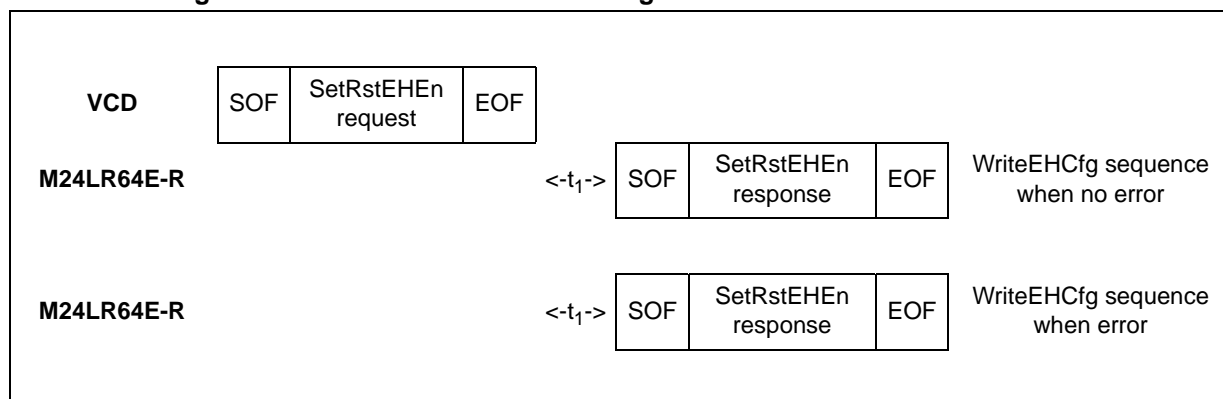 VCD
SOF
SetRstEHEn
request
EOF
M24LR64E-R
<-t₁->
SOF
SetRstEHEn
response
EOF
WriteEHCfg sequence
when no error
M24LR64E-R
<-t₁->
SOF
SetRstEHEn
response
EOF
WriteEHCfg sequence
when error